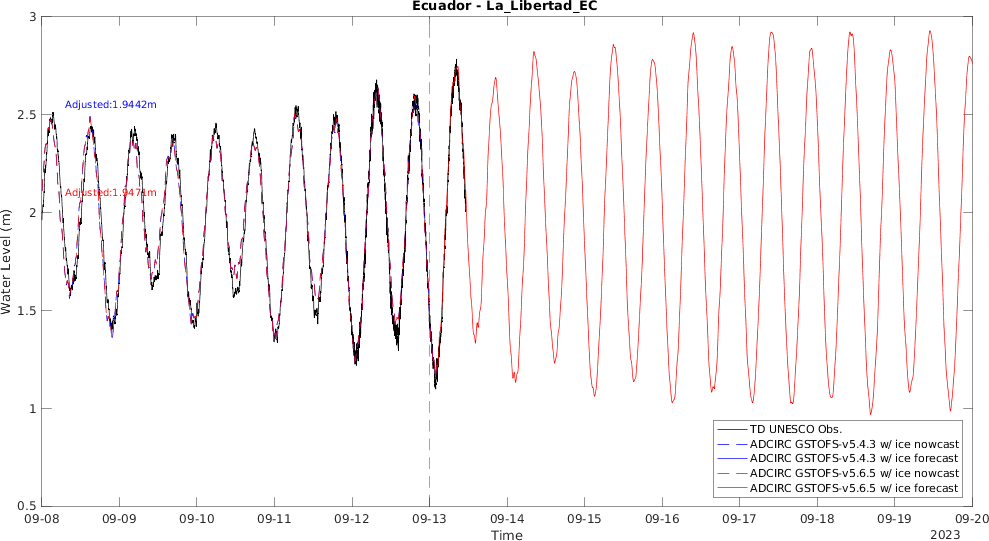 Ecuador - La_Libertad_EC
Water Level (m)
3
2.5
2
1.5
1
0.5
Adjusted:1.9442m
Adjusted:1.9471m
TD UNESCO Obs.
ADCIRC GSTOFS-v5.4.3 w/ ice nowcast
ADCIRC GSTOFS-v5.4.3 w/ ice forecast
ADCIRC GSTOFS-v5.6.5 w/ ice nowcast
ADCIRC GSTOFS-v5.6.5 w/ ice forecast
09-08 09-09 09-10 09-11 09-12 09-13 09-14 09-15 09-16 09-17 09-18 09-19 09-20
Time
2023